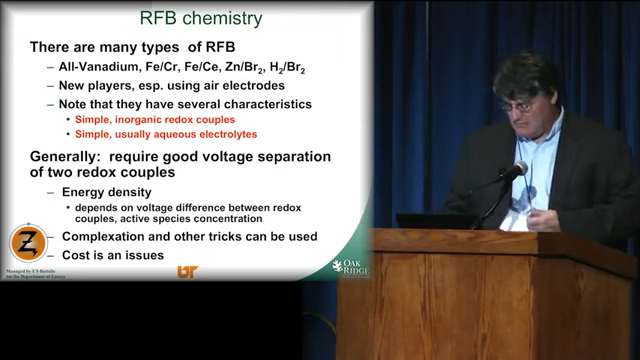 RFB chemistry
There are many types of RFB
– All-Vanadium, Fe/Cr, Fe/Ce, Zn/Br2, H2/Br2
– New players, esp. using air electrodes
– Note that they have several characteristics
• Simple, inorganic redox couples
• Simple, usually aqueous electrolytes
Generally: require good voltage separation
of two redox couples
– Energy density
• depends on voltage difference between redox
couples, active species concentration
– Complexation and other tricks can be used
– Cost is an issues
Managed by UT-Battelle
for the Department of Energy
UT
OAK
RIDGE